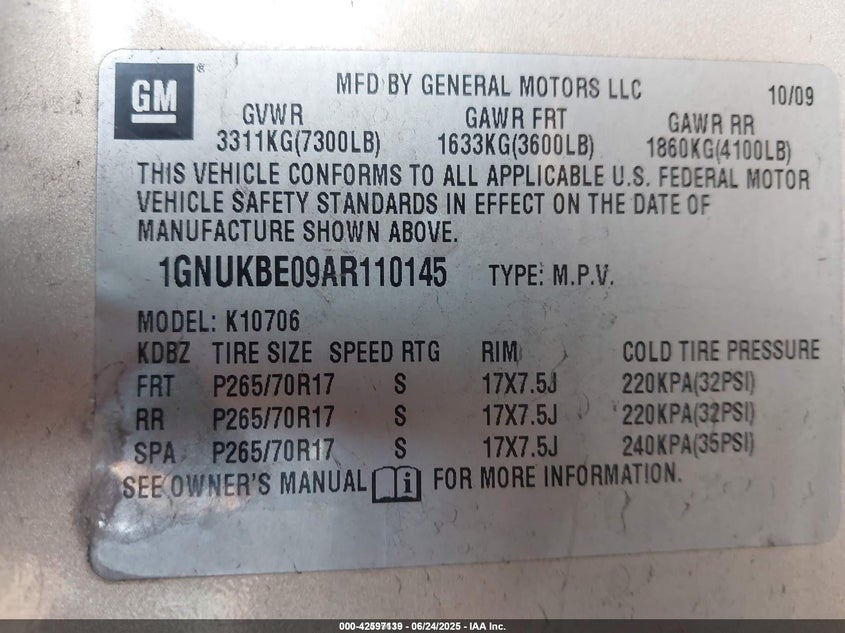 GM ®
MFD BY GENERAL MOTORS LLC 10/09
GVWR GAWR FRT GAWR RR
3311KG(7300LB) 1633KG(3600LB) 1860KG(4100LB)
THIS VEHICLE CONFORMS TO ALL APPLICABLE U.S. FEDERAL MOTOR
VEHICLE SAFETY STANDARDS IN EFFECT ON THE DATE OF
MANUFACTURE SHOWN ABOVE.
1GNUKBE09AR110145 TYPE: M.P.V.
MODEL: K10706
KDBZ TIRE SIZE SPEED RTG RIM COLD TIRE PRESSURE
FRT P265/70R17 S 17X7.5J 220KPA(32PSI)
RR P265/70R17 S 17X7.5J 220KPA(32PSI)
SPA P265/70R17 S 17X7.5J 240KPA(35PSI)
SEE OWNER'S MANUAL i FOR MORE INFORMATION.
000-42597139 - 06/24/2025 - IAA Inc.